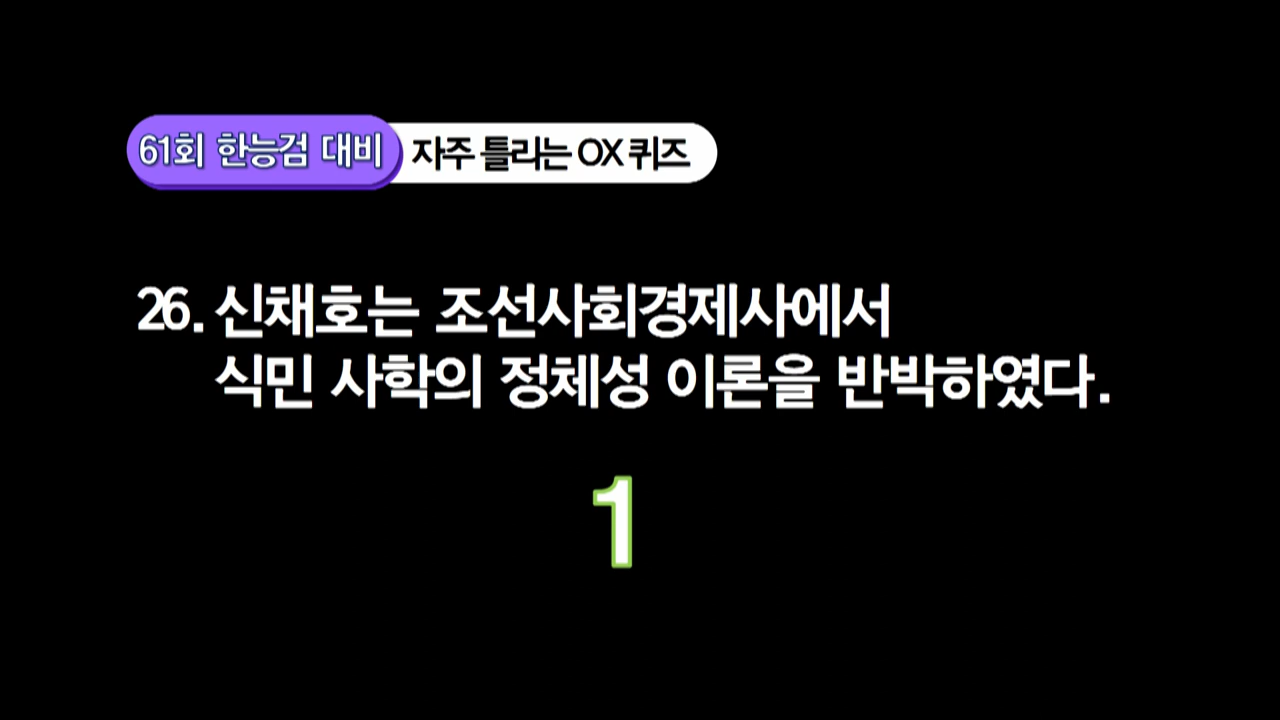 61회 한능검 대비 자주 틀리는 OX 퀴즈
26. 신채호는 조선사회경제사에서
식민 사학의 정체성 이론을 반박하였다.
1